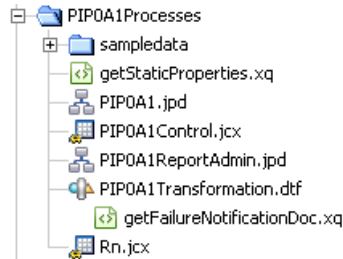 PIP0A1Processes
sampledata
getStaticProperties.xq
PIP0A1.jpd
PIP0A1Control.jcx
PIP0A1ReportAdmin.jpd
PIP0A1Transformation.dtf
getFailureNotificationDoc.xq
Rn.jcx